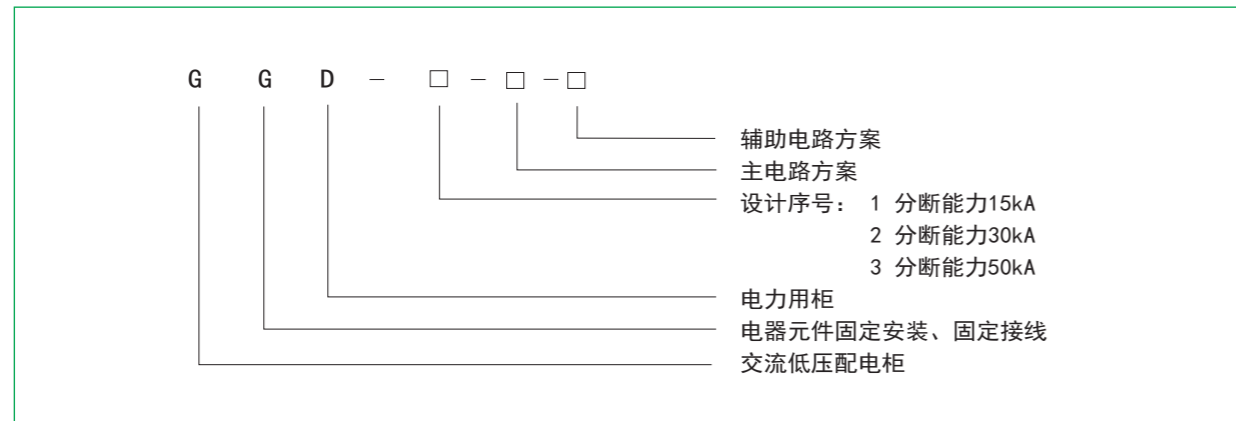 G G D - □ - □ - □
辅助电路方案
主电路方案
设计序号： 1 分断能力15kA
2 分断能力30kA
3 分断能力50kA
电力用柜
电器元件固定安装、固定接线
交流低压配电柜